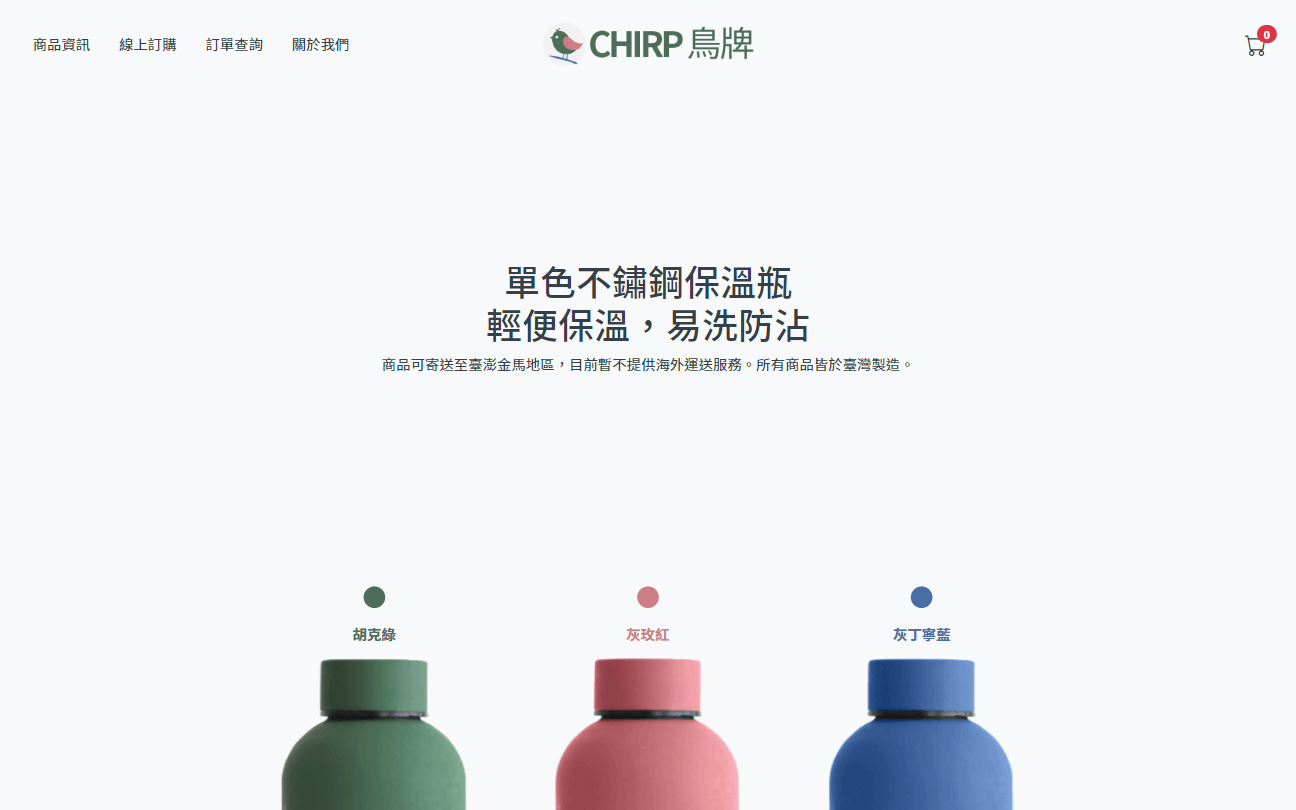 商品資訊
線上訂購
訂單查詢
關於我們
CHIRP 鳥牌
0
單色不鏽鋼保溫瓶
輕便保溫，易洗防沾
商品可寄送至臺澎金馬地區，目前暫不提供海外運送服務。所有商品皆於臺灣製造。
胡克綠
灰玫紅
灰丁寧藍